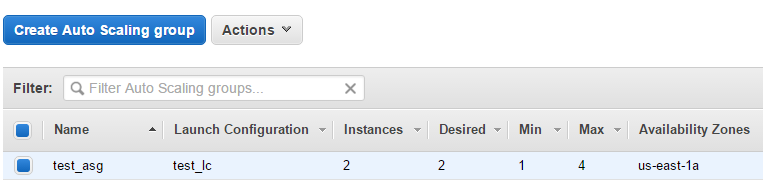 Create Auto Scaling group Actions
Filter: Filter Auto Scaling groups...
Name Launch Configuration Instances Desired Min Max Availability Zones
test_asg test_lc 2 2 1 4 us-east-1a